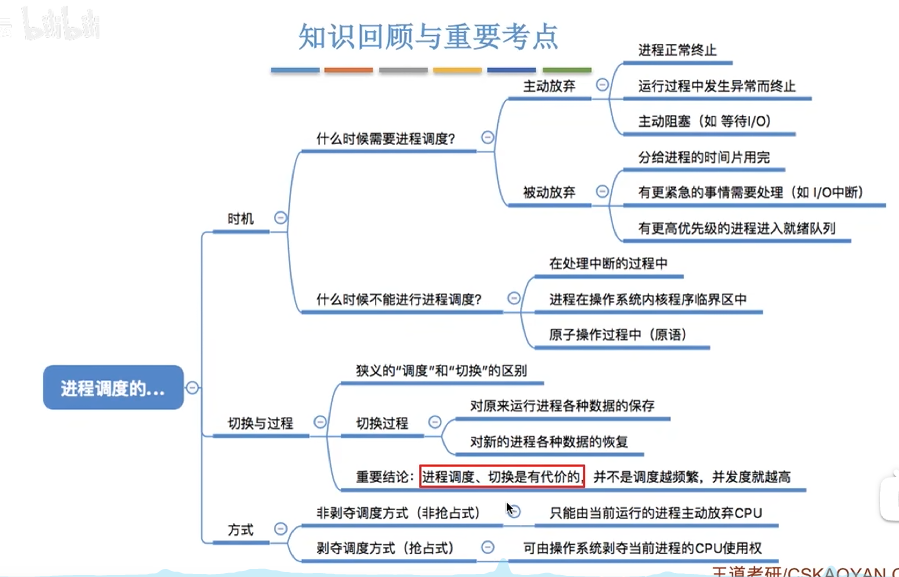 bilibili
知识回顾与重要考点
进程调度的...
时机
什么时候需要进程调度？
主动放弃
进程正常终止
运行过程中发生异常而终止
主动阻塞（如 等待I/O）
被动放弃
分给进程的时间片用完
有更紧急的事情需要处理（如 I/O中断）
有更高优先级的进程进入就绪队列
什么时候不能进行进程调度？
在处理中断的过程中
进程在操作系统内核程序临界区中
原子操作过程中（原语）
切换与过程
狭义的“调度”和“切换”的区别
切换过程
对原来运行进程各种数据的保存
对新的进程各种数据的恢复
重要结论：进程调度、切换是有代价的，并不是调度越频繁，并发度就越高
方式
非剥夺调度方式（非抢占式）
只能由当前运行的进程主动放弃CPU
剥夺调度方式（抢占式）
可由操作系统剥夺当前进程的CPU使用权
王道考研/CSKAOYAN.C